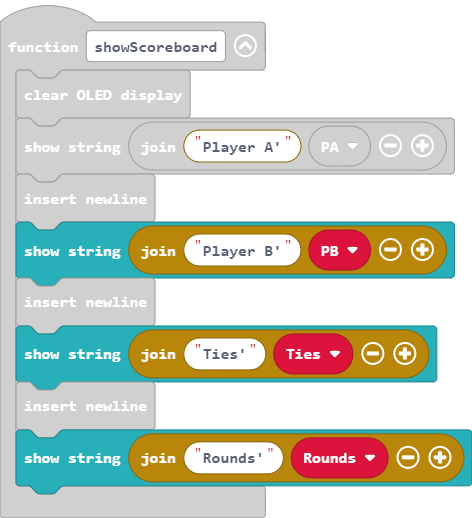 function showScoreboard
clear OLED display
show string join "Player A" PA
insert newline
show string join "Player B" PB
insert newline
show string join "Ties" Ties
insert newline
show string join "Rounds" Rounds